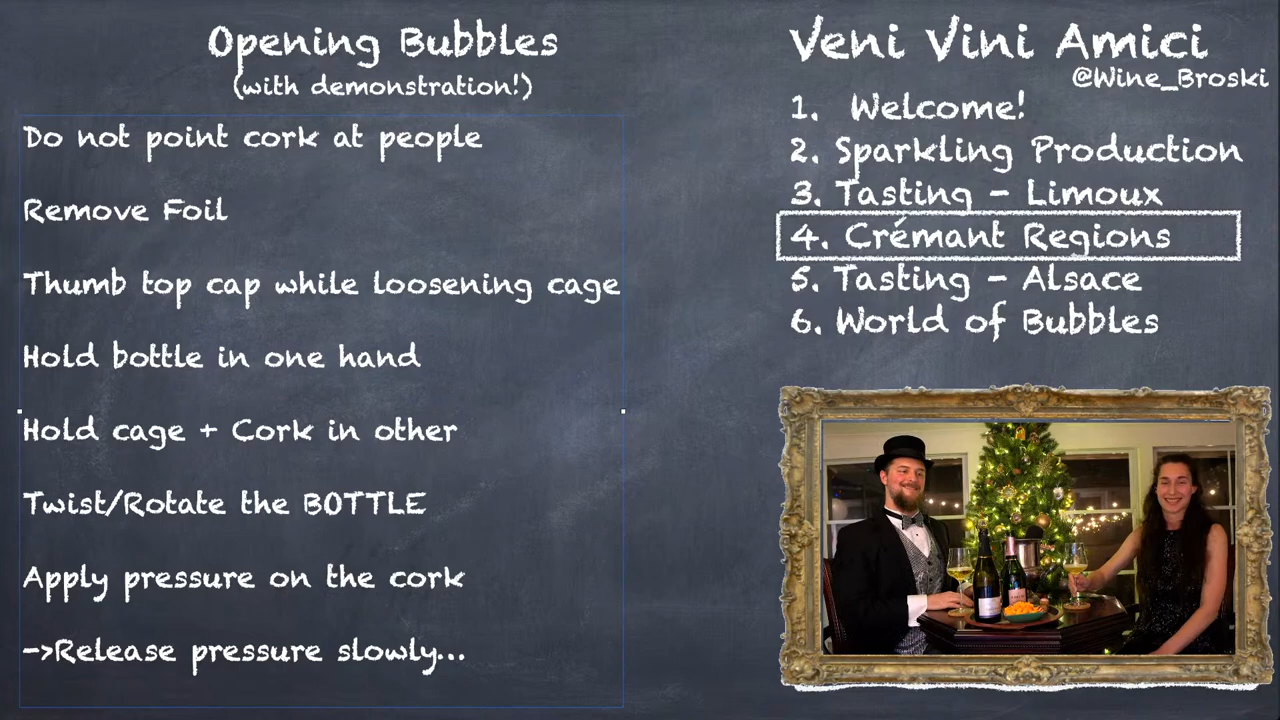 Opening Bubbles
(with demonstration!)
Do not point cork at people
Remove Foil
Thumb top cap while loosening cage
Hold bottle in one hand
Hold cage + Cork in other
Twist/Rotate the BOTTLE
Apply pressure on the cork
->Release pressure slowly...
Veni Vini Amici
@Wine_Broski
1. Welcome!
2. Sparkling Production
3. Tasting - Limoux
4. Crémant Regions
5. Tasting - Alsace
6. World of Bubbles